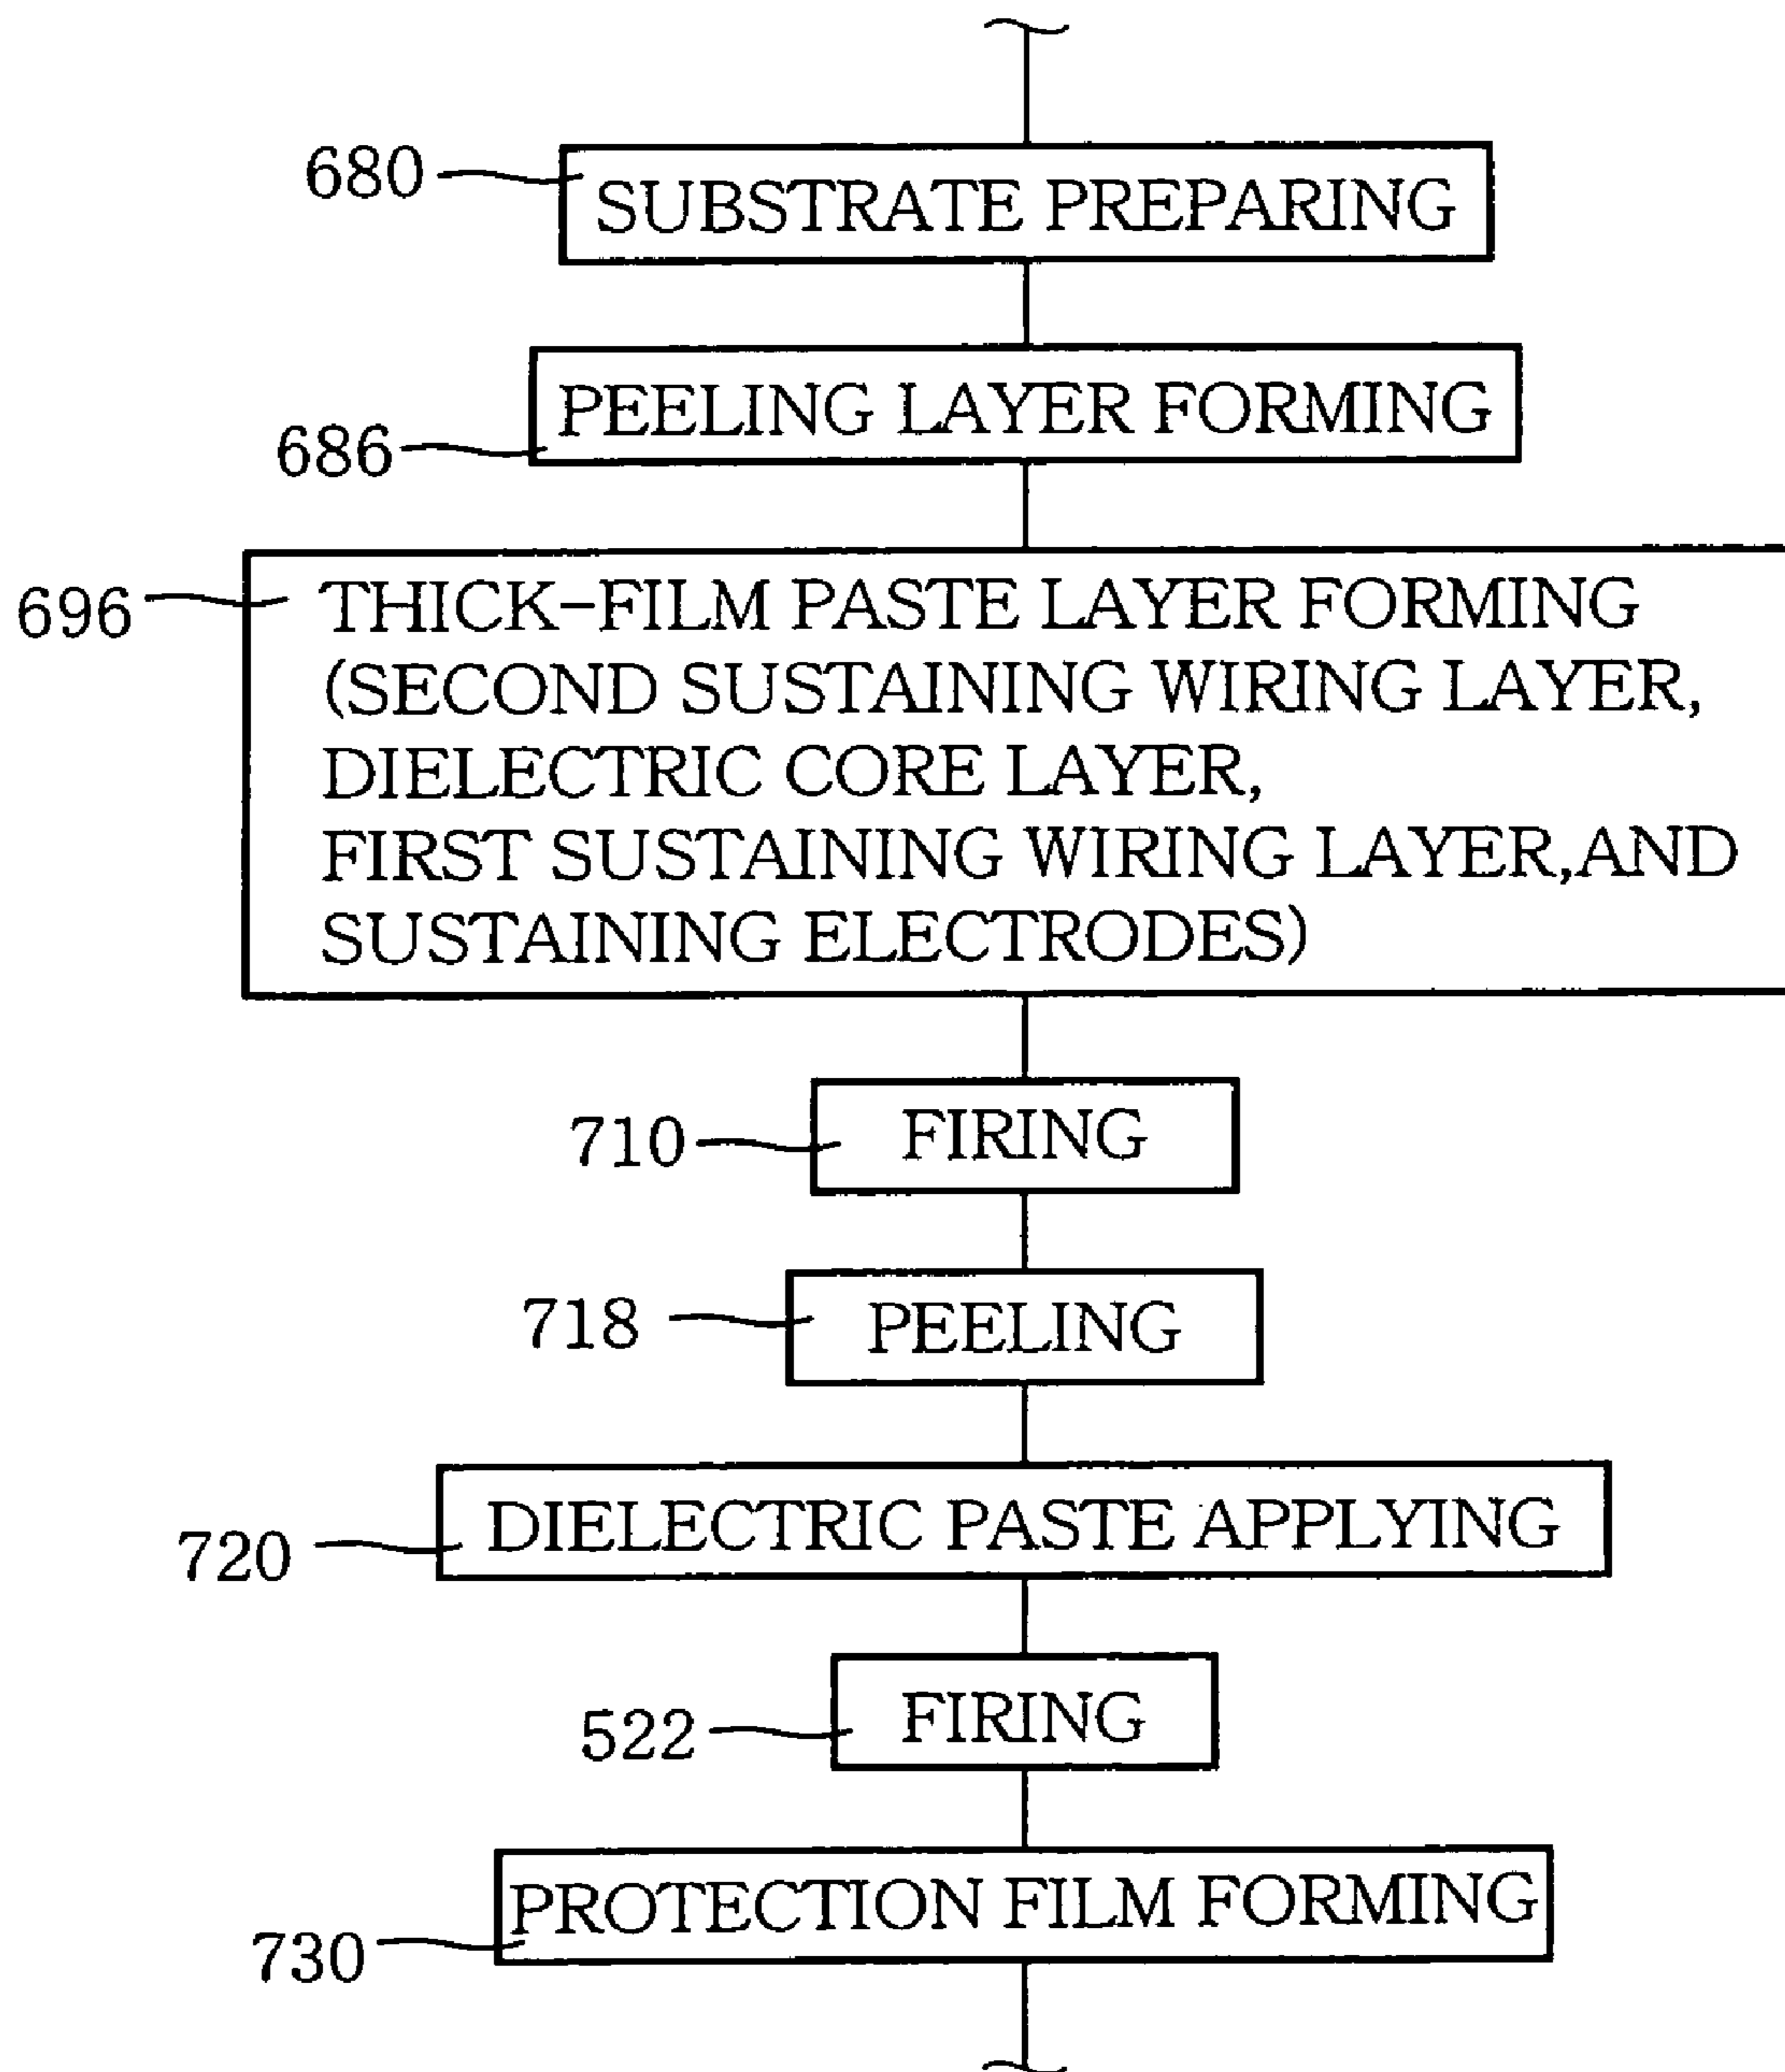 680
SUBSTRATE PREPARING
PEELING LAYER FORMING
686
696
THICK-FILM PASTE LAYER FORMING
(SECOND SUSTAINING WIRING LAYER,
DIELECTRIC CORE LAYER,
FIRST SUSTAINING WIRING LAYER,AND
SUSTAINING ELECTRODES)
710
FIRING
718
PEELING
720
DIELECTRIC PASTE APPLYING
522
FIRING
PROTECTION FILM FORMING
730